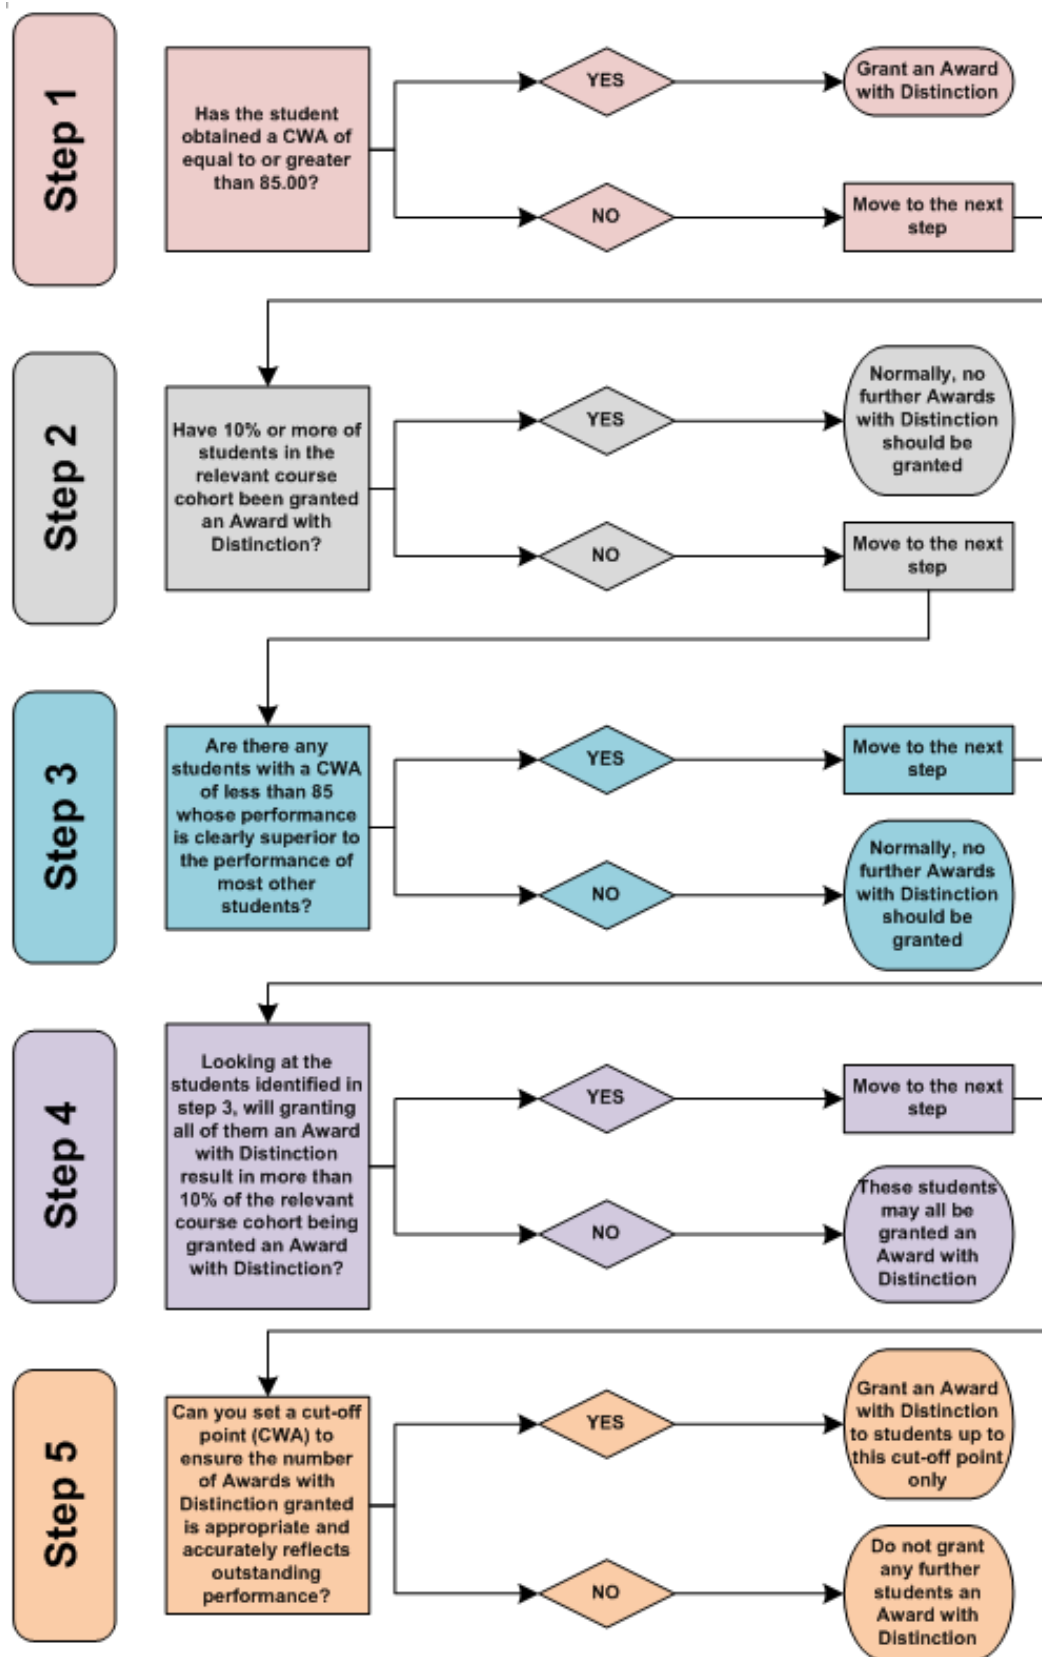 Step 1
Has the student
obtained a CWA of
equal to or greater
than 85.00?
YES
Grant an Award
with Distinction
NO
Move to the next
step
Step 2
Have 10% or more of
students in the
relevant course
cohort been granted
an Award with
Distinction?
YES
Normally, no
further Awards
with Distinction
should be
granted
NO
Move to the next
step
Step 3
Are there any
students with a CWA
of less than 85
whose performance
is clearly superior to
the performance of
most other
students?
YES
Move to the next
step
NO
Normally, no
further Awards
with Distinction
should be
granted
Step 4
Looking at the
students identified in
step 3, will granting
all of them an Award
with Distinction
result in more than
10% of the relevant
course cohort being
granted an Award
with Distinction?
YES
Move to the next
step
NO
These students
may all be
granted an
Award with
Distinction
Step 5
Can you set a cut-off
point (CWA) to
ensure the number
of Awards with
Distinction granted
is appropriate and
accurately reflects
outstanding
performance?
YES
Grant an Award
with Distinction
to students up to
this cut-off point
only
NO
Do not grant
any further
students an
Award with
Distinction